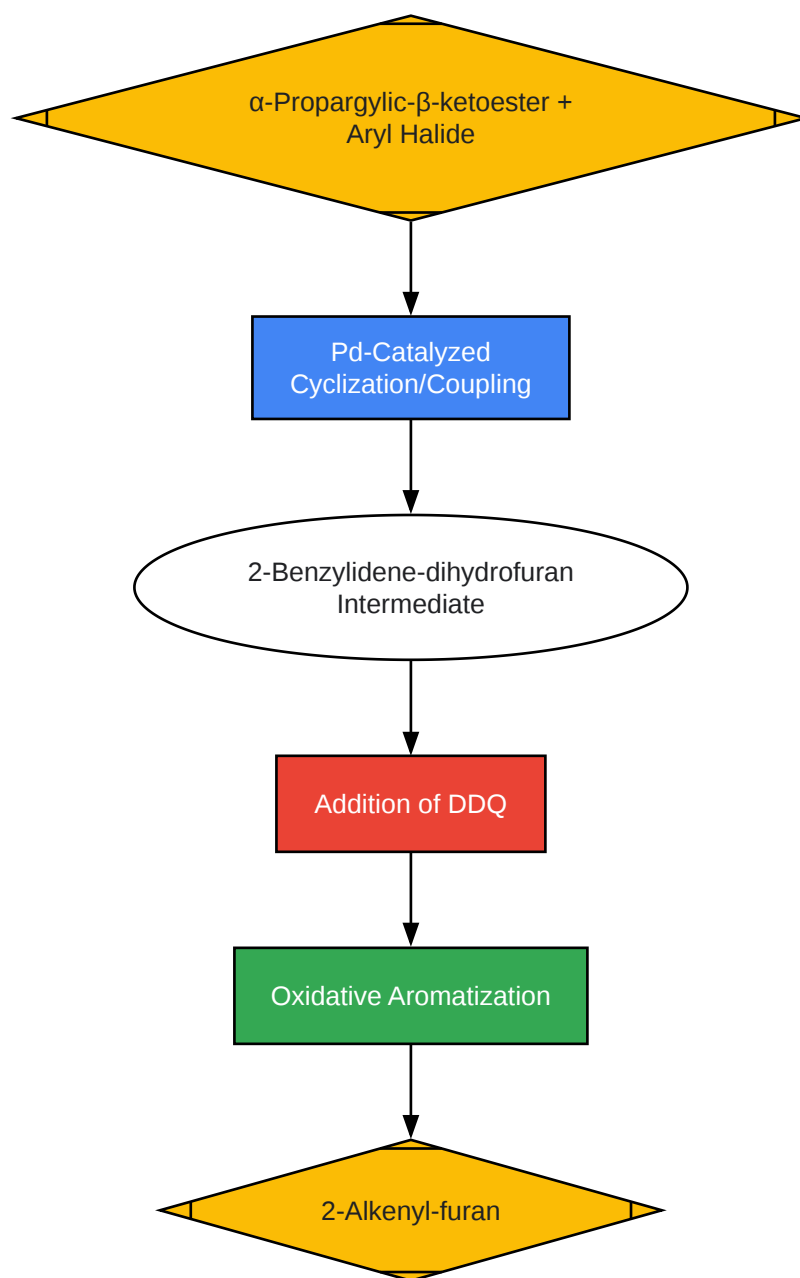 α-Propargylic-β-ketoester +
Aryl Halide
Pd-Catalyzed
Cyclization/Coupling
2-Benzylidene-dihydrofuran
Intermediate
Addition of DDQ
Oxidative Aromatization
2-Alkenyl-furan